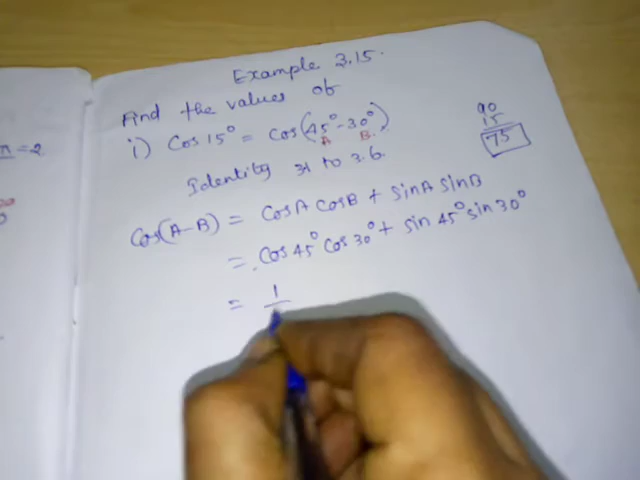 Example 3.15.
Find the values of
i) Cos 15° = Cos(45° - 30°)
A B.
90
15
75
Identity 3.1 to 3.6.
Cos(A-B) = CosA CosB + SinA SinB
= Cos 45° Cos 30° + Sin 45° Sin 30°
= 1
= 2